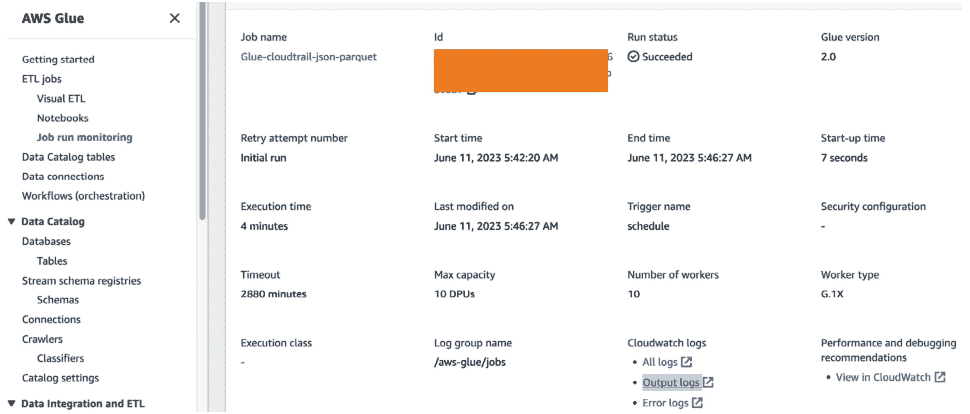 AWS Glue
Getting started
ETL jobs
Visual ETL
Notebooks
Job run monitoring
Data Catalog tables
Data connections
Workflows (orchestration)
Data Catalog
Databases
Tables
Stream schema registries
Schemas
Connections
Crawlers
Classifiers
Catalog settings
Data Integration and ETL
Job name
Glue-cloudtrail-json-parquet
Id
Run status
Succeeded
Glue version
2.0
Retry attempt number
Initial run
Start time
June 11, 2023 5:42:20 AM
End time
June 11, 2023 5:46:27 AM
Start-up time
7 seconds
Execution time
4 minutes
Last modified on
June 11, 2023 5:46:27 AM
Trigger name
schedule
Security configuration
-
Timeout
2880 minutes
Max capacity
10 DPUs
Number of workers
10
Worker type
G.1X
Execution class
-
Log group name
/aws-glue/jobs
Cloudwatch logs
• All logs
• Output logs
• Error logs
Performance and debugging
recommendations
• View in CloudWatch